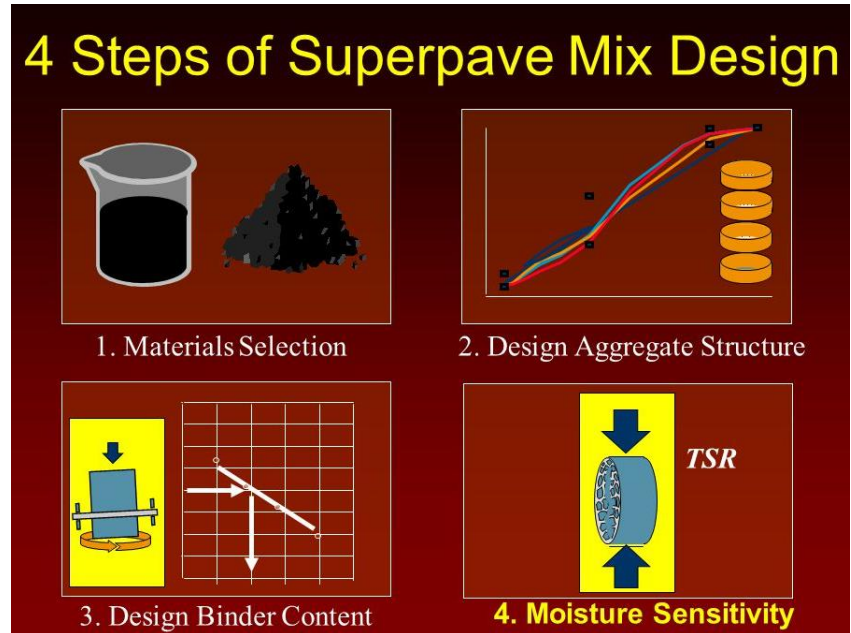 4 Steps of Superpave Mix Design
1. Materials Selection
2. Design Aggregate Structure
TSR
3. Design Binder Content
4. Moisture Sensitivity